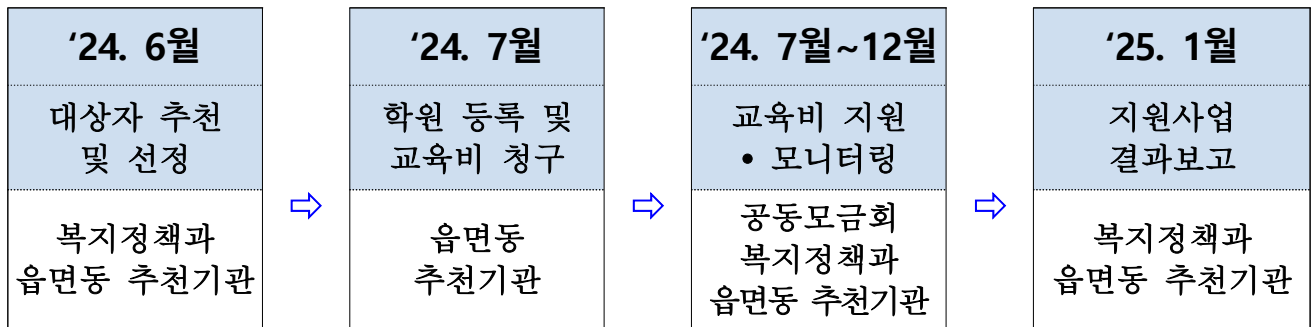 ‘24. 6월
대상자 추천
및 선정
복지정책과
읍면동 추천기관
⇨
‘24. 7월
학원 등록 및
교육비 청구
읍면동
추천기관
⇨
‘24. 7월~12월
교육비 지원
• 모니터링
공동모금회
복지정책과
읍면동 추천기관
⇨
‘25. 1월
지원사업
결과보고
복지정책과
읍면동 추천기관